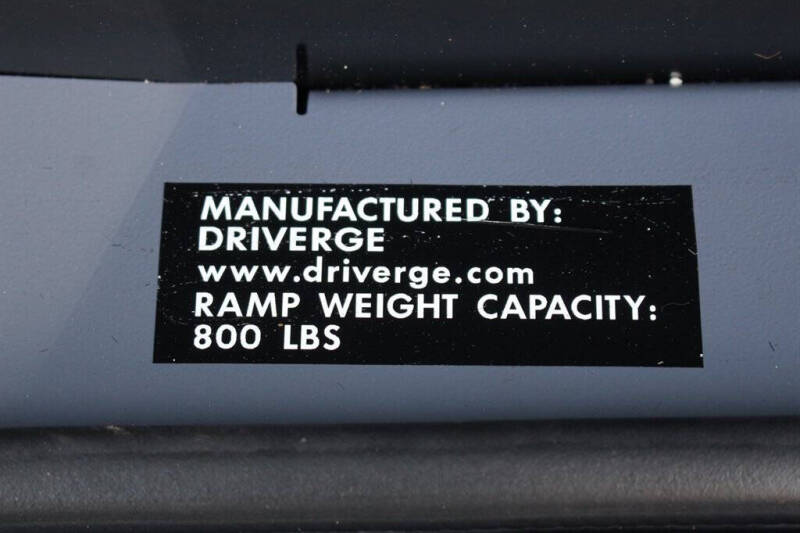 MANUFACTURED BY:
DRIVERGE
www.driverge.com
RAMP WEIGHT CAPACITY:
800 LBS